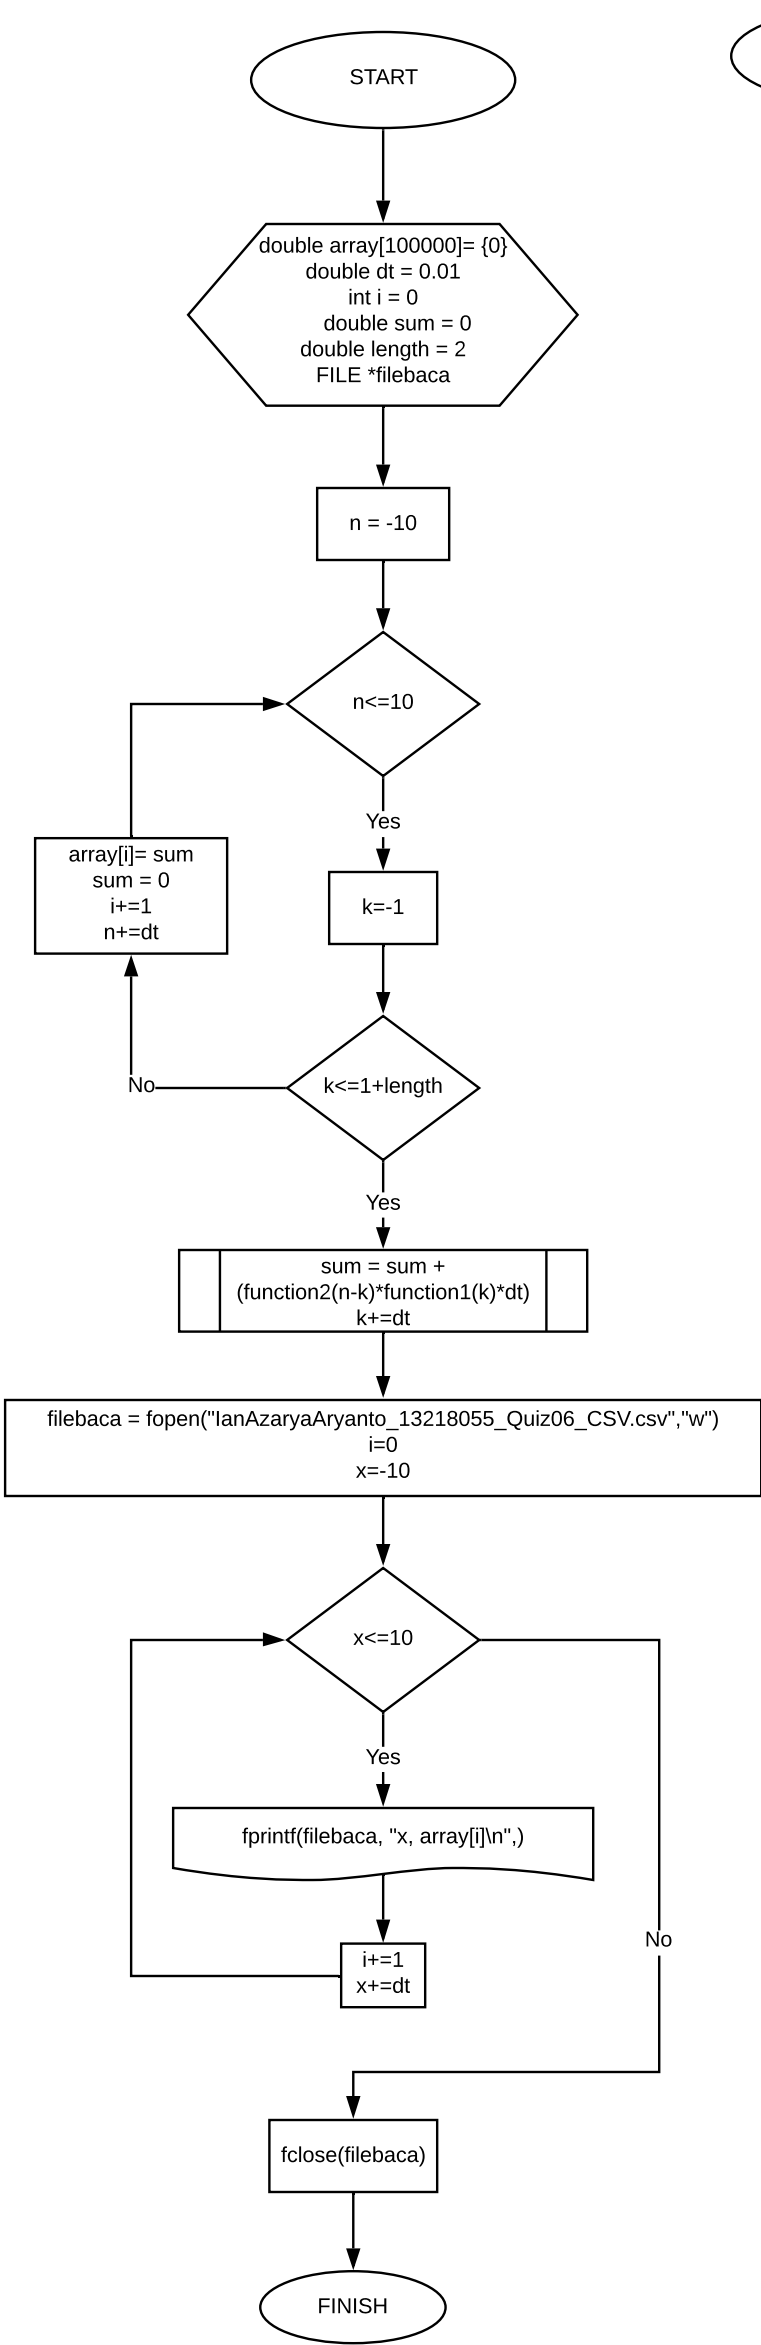 START
double array[100000]= {0}
double dt = 0.01
int i = 0
double sum = 0
double length = 2
FILE *filebaca
n = -10
n<=10
Yes
array[i]= sum
sum = 0
i+=1
n+=dt
k=-1
k<=1+length
No
Yes
sum = sum +
(function2(n-k)*function1(k)*dt)
k+=dt
filebaca = fopen("IanAzaryaAryanto_13218055_Quiz06_CSV.csv","w")
i=0
x=-10
x<=10
Yes
fprintf(filebaca, "x, array[i]\n",)
No
i+=1
x+=dt
fclose(filebaca)
FINISH